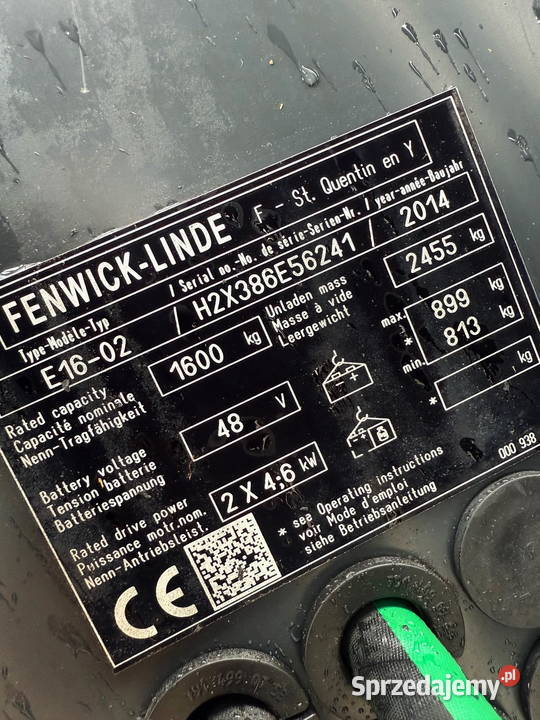 FENWICK-LINDE F - St. Quentin en Y
Type-Modèle-Typ / Serial no.-No. de série-Serien-Nr. / year-année-Baujahr
E16-02 / H2X386E56241 / 2014
Rated capacity
Capacité nominale
Nenn-Tragfähigkeit
1600 kg
Unladen mass
Masse à vide
Leergewicht
2455 kg
Battery voltage
Tension batterie
Batteriespannung
48 V
max. 899 kg
* 813
min. kg
*
Rated drive power
Puissance motr.nom.
Nenn-Antriebsleist.
2 X 4;6 kW
* see Operating instructions
voir Mode d'emploi
siehe Betriebsanleitung
000 938
CE
Sprzedajemy.pl